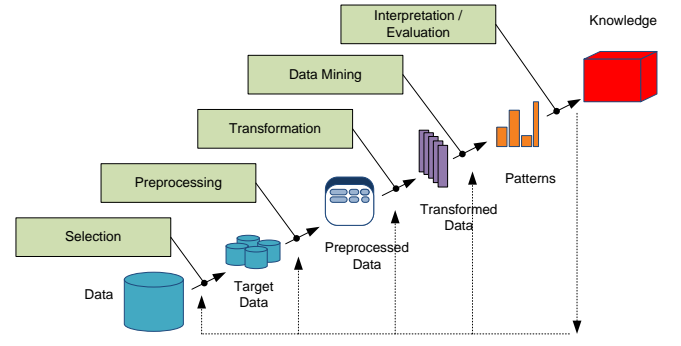 Interpretation /
Evaluation
Knowledge
Data Mining
Transformation
Patterns
Preprocessing
Transformed
Data
Selection
Preprocessed
Data
Target
Data
Data